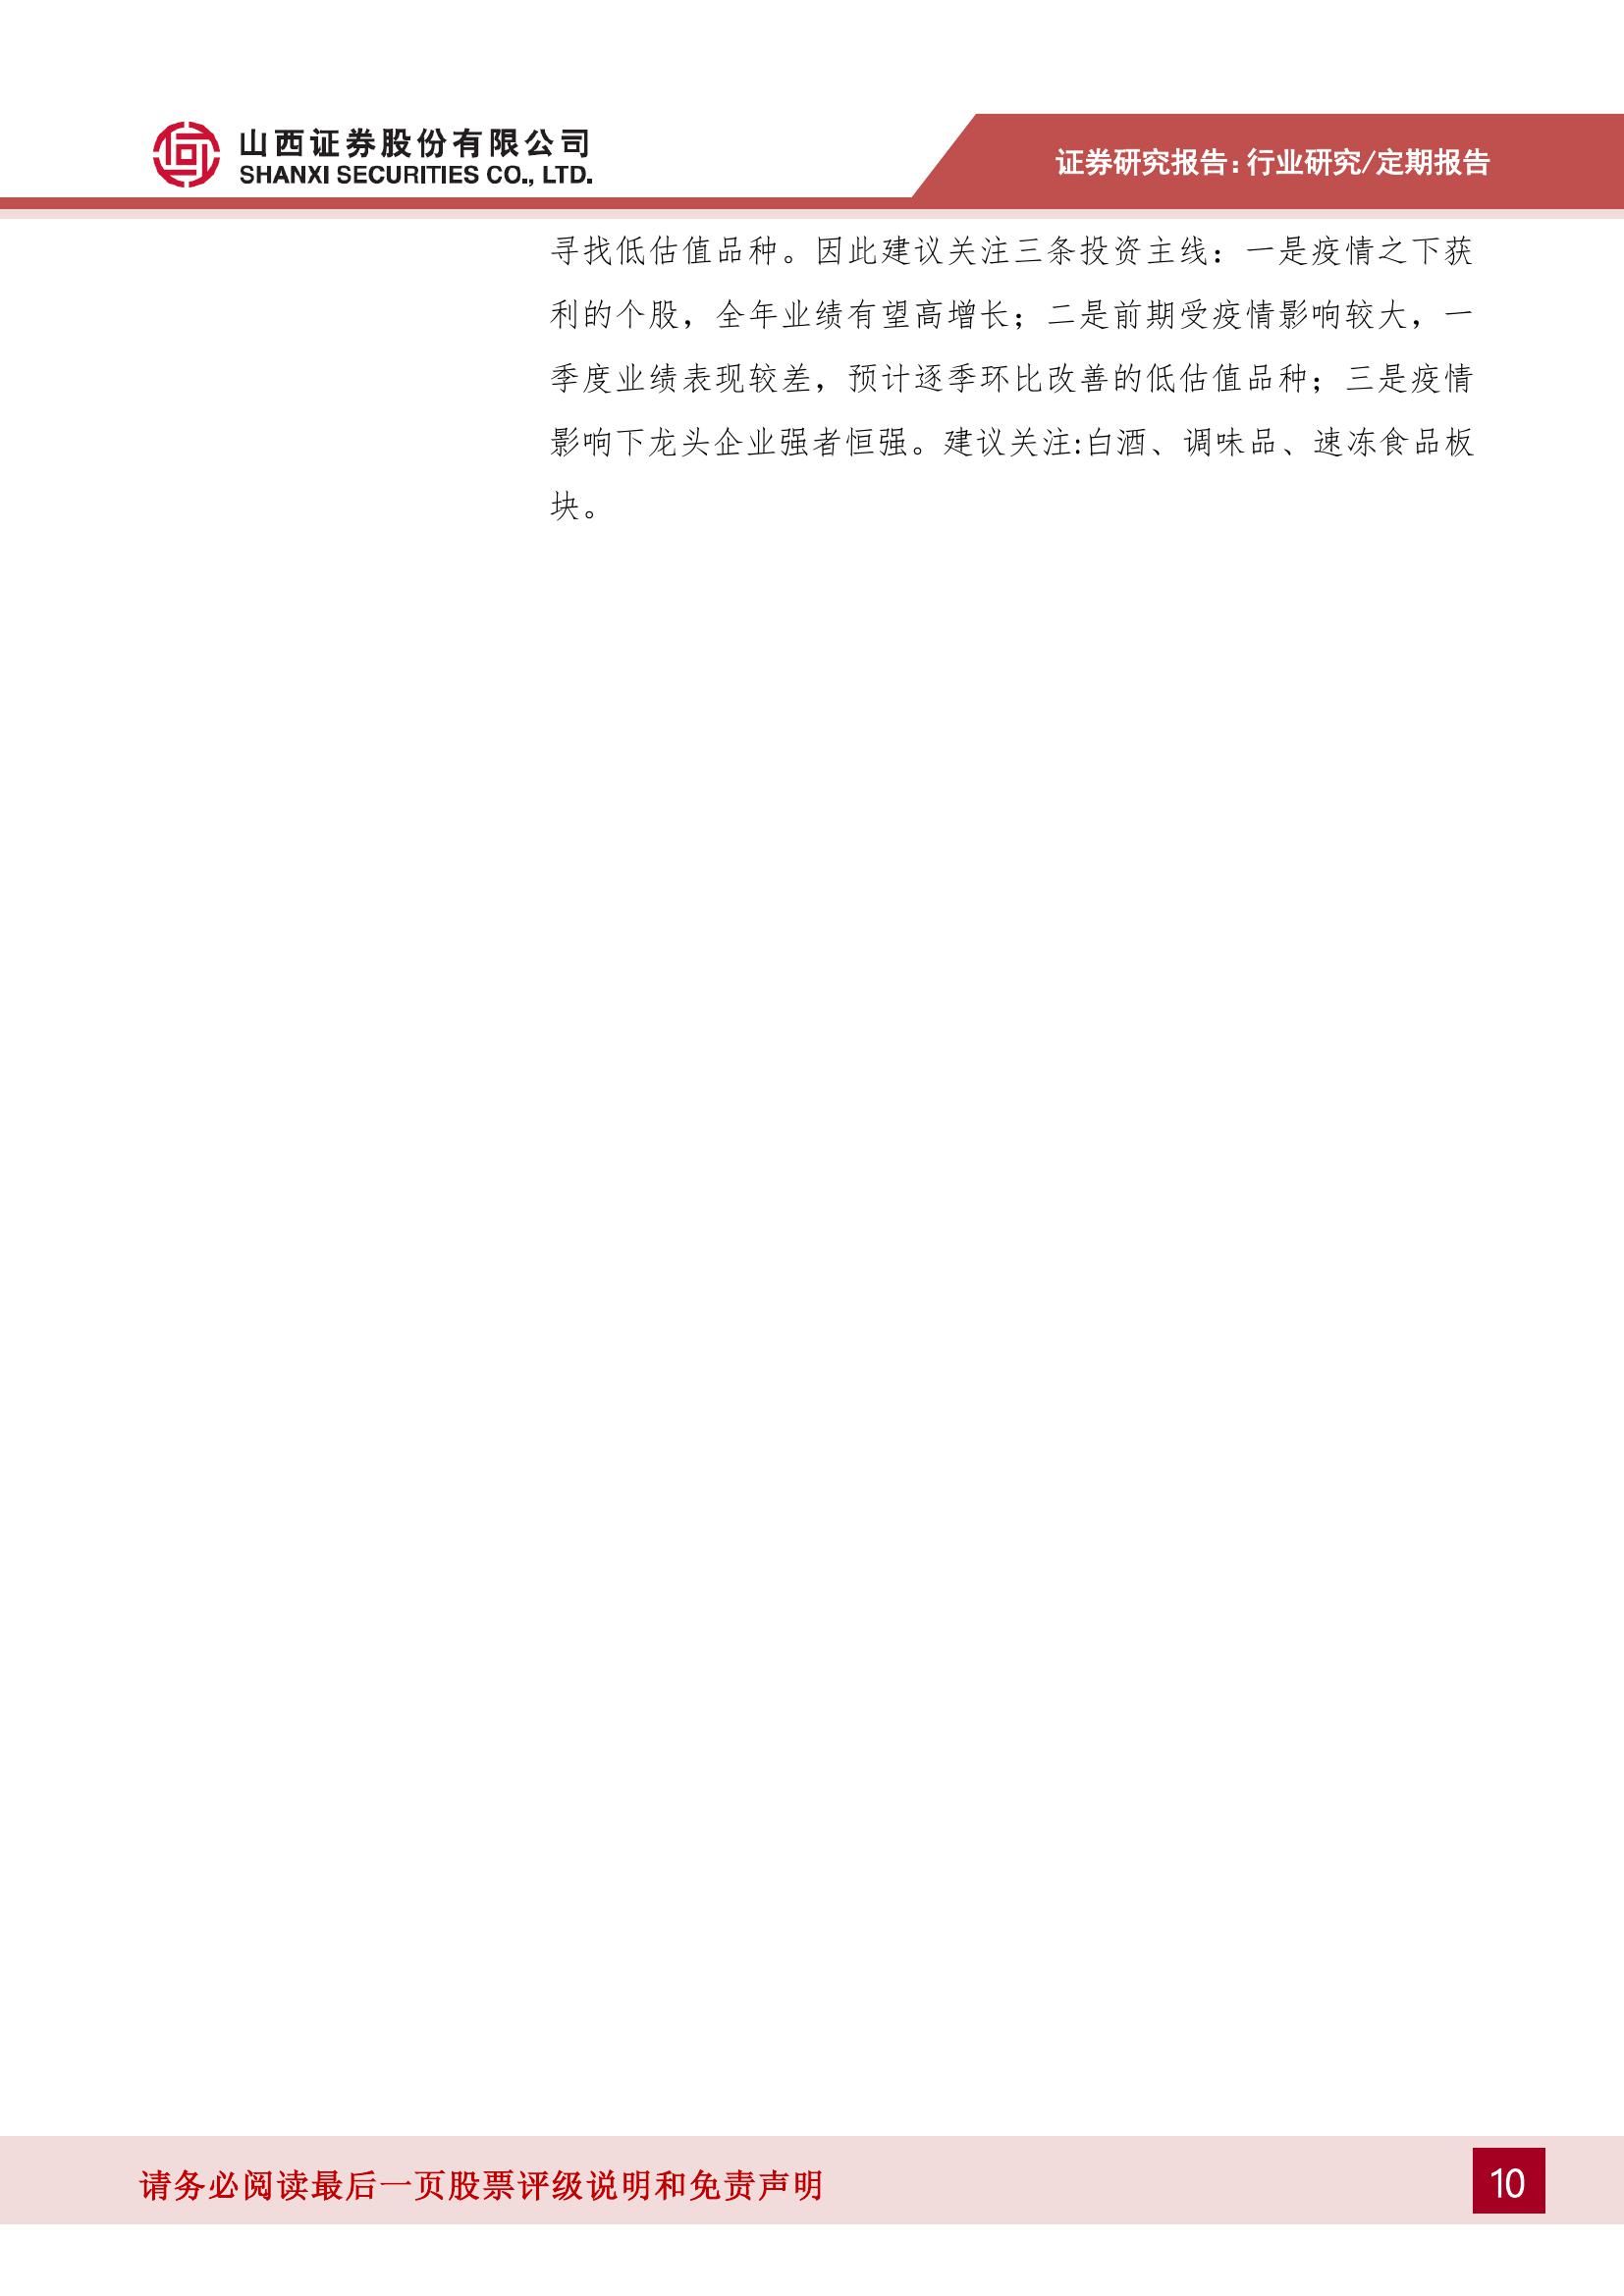 山西证券股份有限公司
SHANXI SECURITIES CO., LTD.
证券研究报告：行业研究/定期报告
寻找低估值品种。因此建议关注三条投资主线：一是疫情之下获
利的个股，全年业绩有望高增长；二是前期受疫情影响较大，一
季度业绩表现较差，预计逐季环比改善的低估值品种；三是疫情
影响下龙头企业强者恒强。建议关注:白酒、调味品、速冻食品板
块。
请务必阅读最后一页股票评级说明和免责声明
10